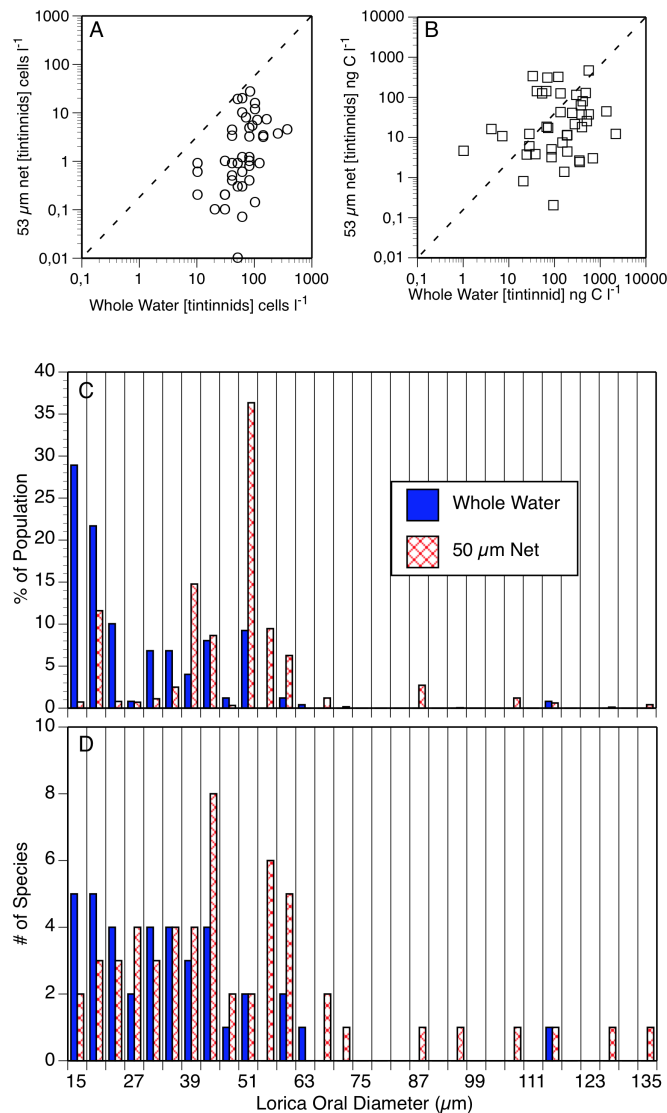 A
53 µm net [tintinnids] cells l-1
1000
100
10
1
0,1
0,01
0,1 1 10 100 1000
Whole Water [tintinnids] cells l-1
B
53 µm net [tintinnids] ng C l-1
10000
1000
100
10
1
0,1
0,01
0,1 10 100 1000 10000
Whole Water [tintinnid] ng C l-1
C
% of Population
40
35
30
25
20
15
10
5
0
Whole Water
50 µm Net
D
# of Species
10
8
6
4
2
0
15 27 39 51 63 75 87 99 111 123 135
Lorica Oral Diameter (µm)